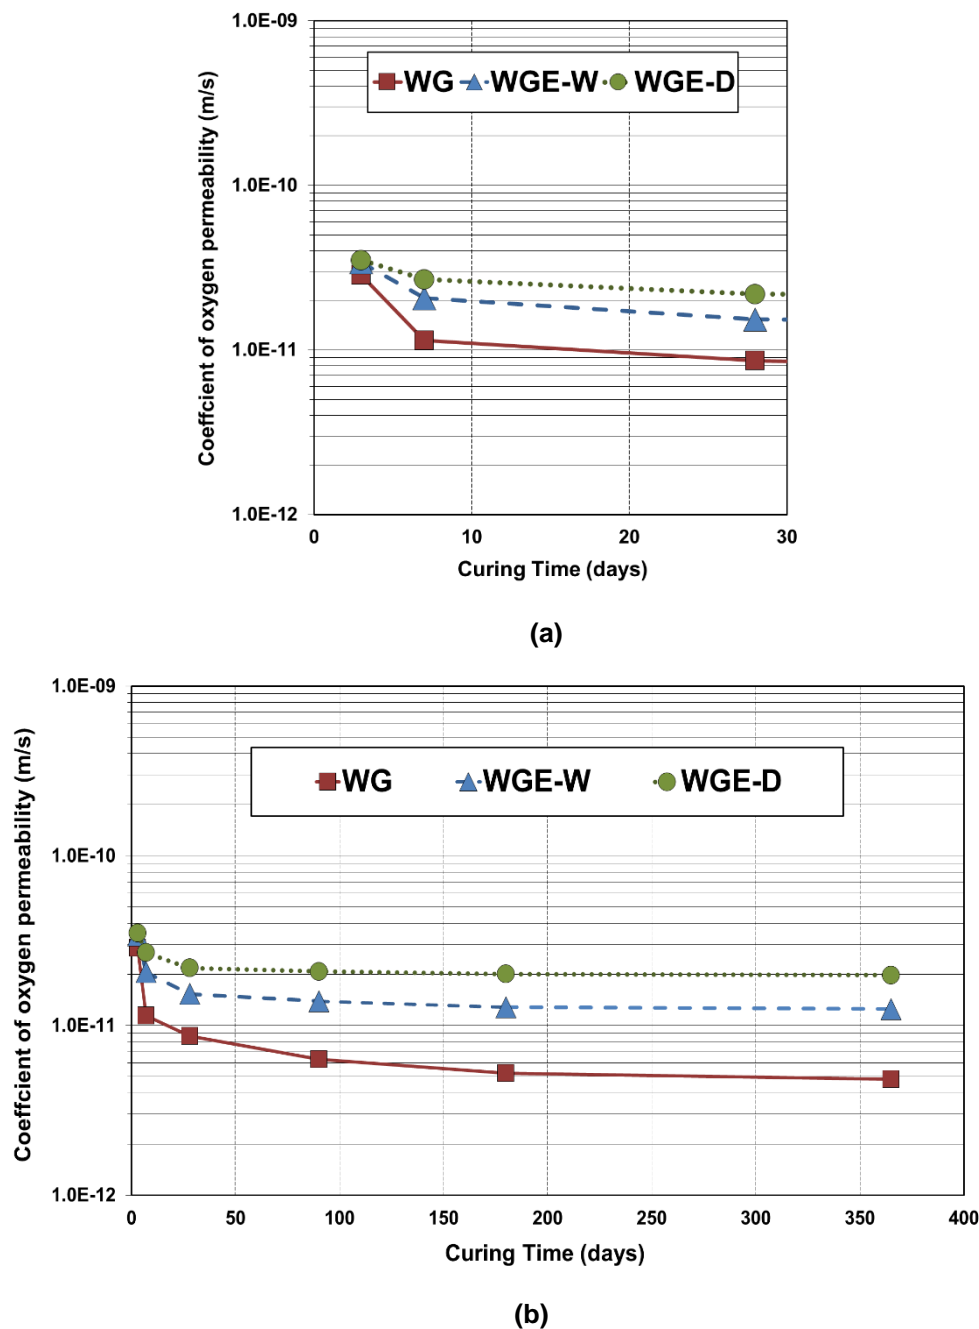 1.0E-09
WG WGE-W WGE-D
1.0E-10
1.0E-11
1.0E-12
Coeffcient of oxygen permeability (m/s)
0 10 20 30
Curing Time (days)
(a)
1.0E-09
WG WGE-W WGE-D
1.0E-10
1.0E-11
1.0E-12
Coeffcient of oxygen permeability (m/s)
0 50 100 150 200 250 300 350 400
Curing Time (days)
(b)